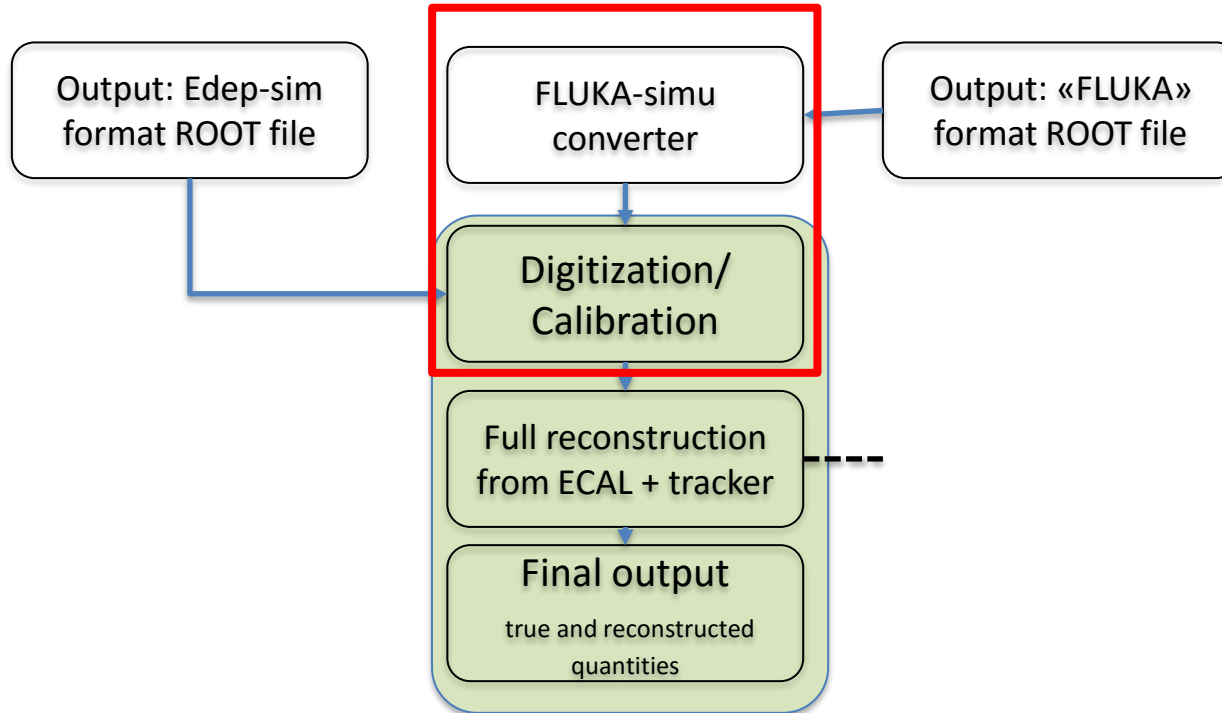 Output: Edep-sim
format ROOT file
FLUKA-simu
converter
Output: «FLUKA»
format ROOT file
Digitization/
Calibration
Full reconstruction
from ECAL + tracker
Final output
true and reconstructed
quantities